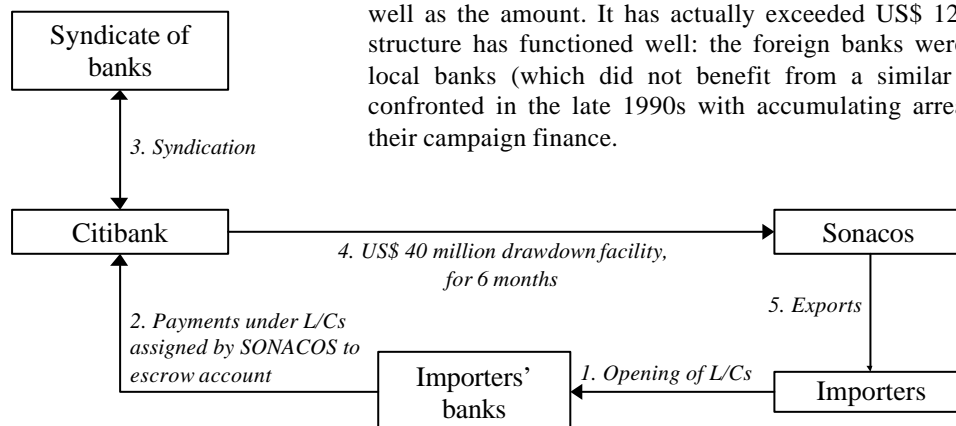 well as the amount. It has actually exceeded US$ 12
structure has functioned well: the foreign banks were
local banks (which did not benefit from a similar
confronted in the late 1990s with accumulating
their campaign finance.
Syndicate of
banks
3. Syndication
Citibank
Sonacos
4. US$ 40 million drawdown facility,
for 6 months
5. Exports
2. Payments under L/Cs
assigned by SONACOS to
escrow account
Importers’
banks
1. Opening of L/Cs
Importers